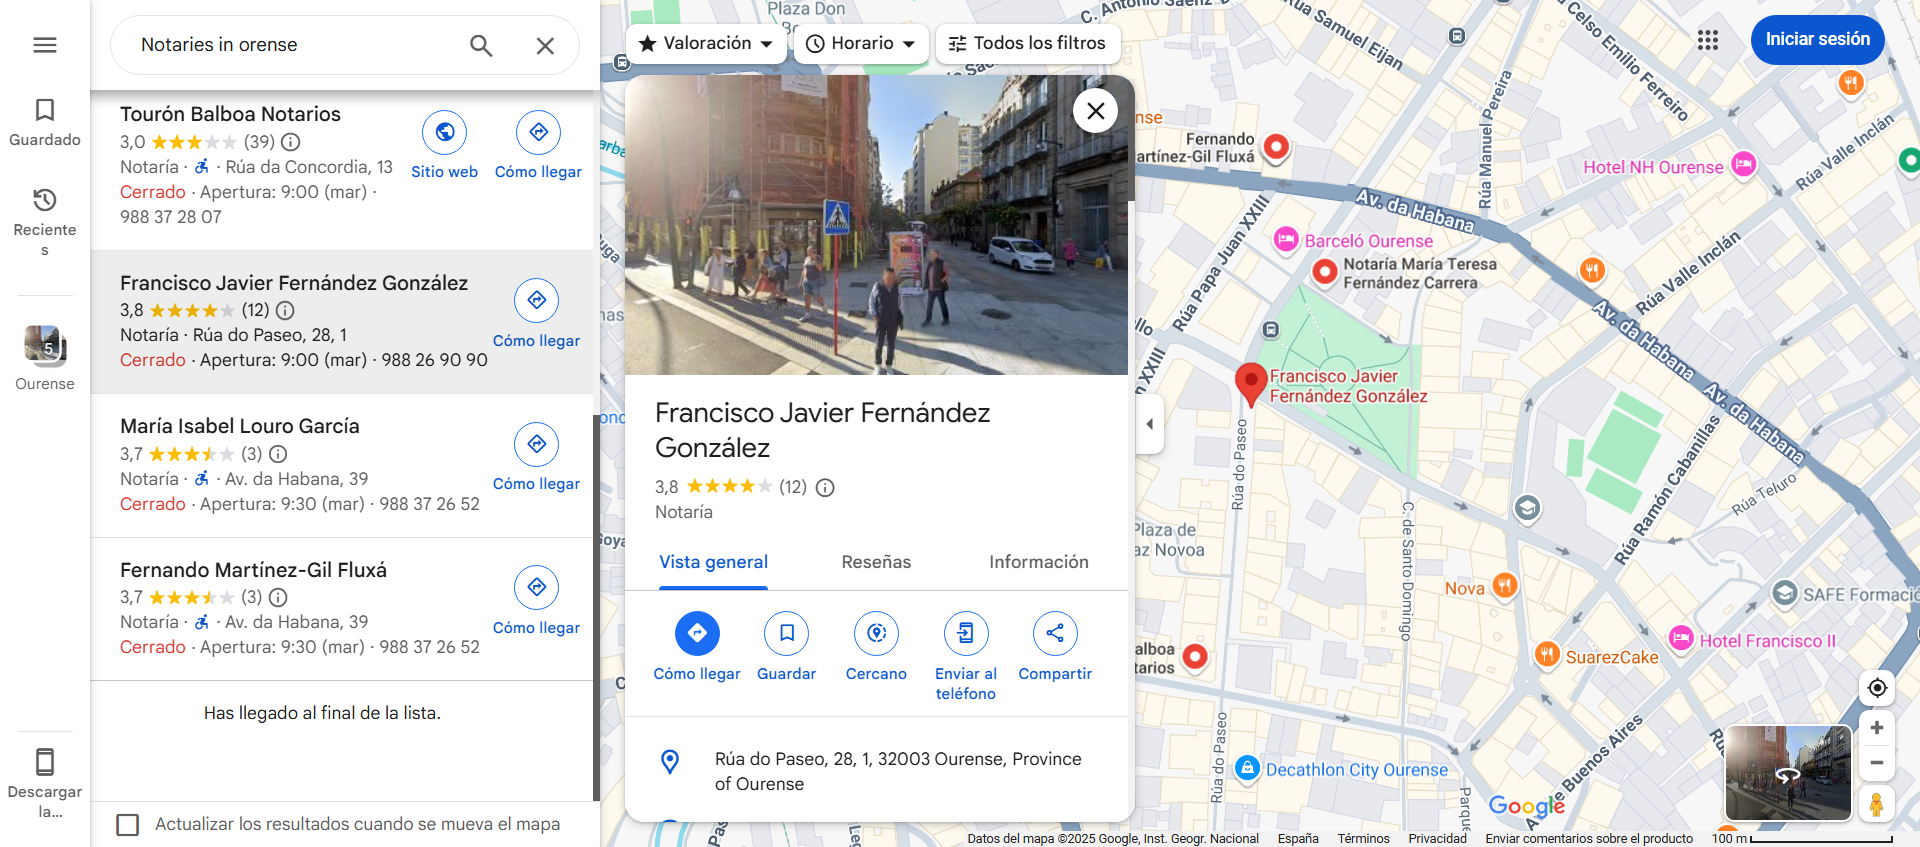 Guardado
Reciente
s
5
Ourense
Descargar
la...
Notaries in orense
Tourón Balboa Notarios
3,0 (39)
Notaría · · Rúa da Concordia, 13
Cerrado · Apertura: 9:00 (mar) ·
988 37 28 07
Sitio web
Cómo llegar
Francisco Javier Fernández González
3,8 (12)
Notaría · Rúa do Paseo, 28, 1
Cerrado · Apertura: 9:00 (mar) · 988 26 90 90
Cómo llegar
María Isabel Louro García
3,7 (3)
Notaría · · Av. da Habana, 39
Cerrado · Apertura: 9:30 (mar) · 988 37 26 52
Cómo llegar
Fernando Martínez-Gil Fluxá
3,7 (3)
Notaría · · Av. da Habana, 39
Cerrado · Apertura: 9:30 (mar) · 988 37 26 52
Cómo llegar
Has llegado al final de la lista.
Actualizar los resultados cuando se mueva el mapa
Valoración
Horario
Todos los filtros
Iniciar sesión
Francisco Javier Fernández
González
3,8 (12)
Notaría
Vista general
Reseñas
Información
Cómo llegar
Guardar
Cercano
Enviar al
teléfono
Compartir
Rúa do Paseo, 28, 1, 32003 Ourense, Province
of Ourense
Plaza Don
C. Antonio Sáenz D
Rúa Samuel Eijan
Celso Emilio Ferreiro
Rúa Manuel Pereira
Rúa Valle Inclán
Fernando
artínez-Gil Fluxá
Hotel NH Ourense
Av. da Habana
Rúa Papa Juan XXIII
Barceló Ourense
Notaría María Teresa
Fernández Carrera
Rúa Valle Inclán
Av. da Habana
Av. da Habana
XXIII
Francisco Javier
Fernández González
Rúa do Paseo
Rúa Ramón Cabanillas
Rúa Teluro
Plaza de
az Novoa
C. de Santo Domingo
Nova
SAFE Formació
Hotel Francisco II
SuarezCake
alboa
tarios
Rúa do Paseo
Decathlon City Ourense
Parque
Buenos Aires
Google
Datos del mapa ©2025 Google, Inst. Geogr. Nacional
España
Términos
Privacidad
Enviar comentarios sobre el producto
100 m